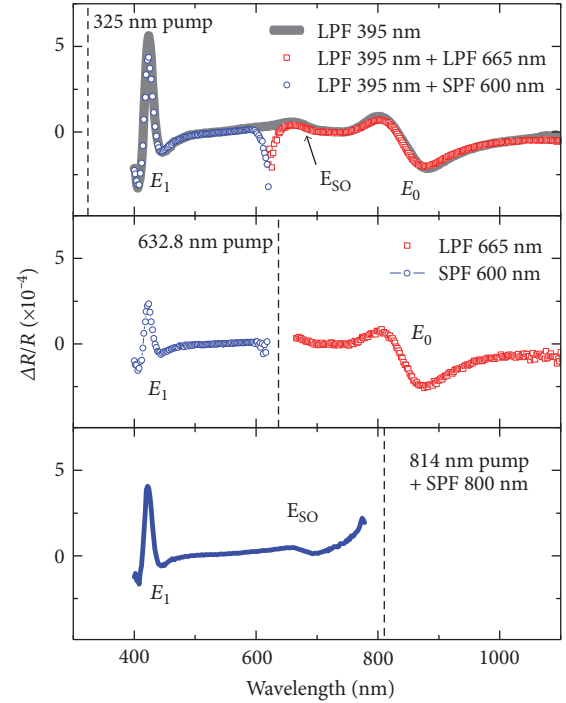 325 nm pump
LPF 395 nm
LPF 395 nm + LPF 665 nm
LPF 395 nm + SPF 600 nm
5
0
E1
ESO
E0
632.8 nm pump
LPF 665 nm
SPF 600 nm
5
0
E1
E0
ΔR/R (×10−4)
814 nm pump
+ SPF 800 nm
5
0
ESO
E1
400 600 800 1000
Wavelength (nm)